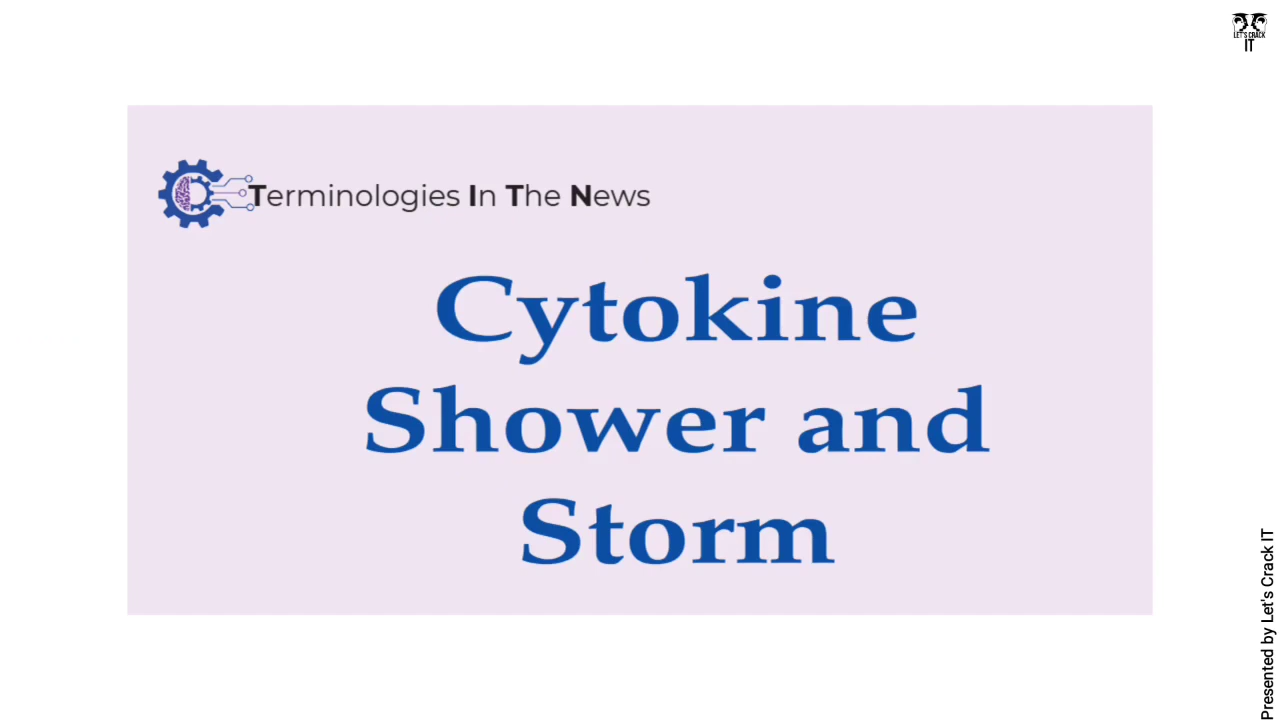 LET'S CRACK
IT
Terminologies In The News
Cytokine
Shower and
Storm
Presented by Let's Crack IT